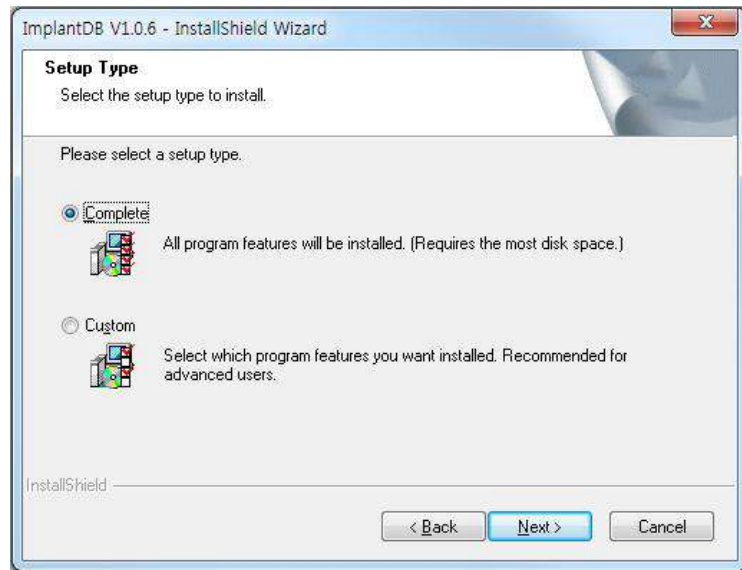 ImplantDB V1.0.6 - InstallShield Wizard
Setup Type
Select the setup type to install.
Please select a setup type.
Complete
All program features will be installed. (Requires the most disk space.)
Custom
Select which program features you want installed. Recommended for
advanced users.
InstallShield
< Back
Next >
Cancel